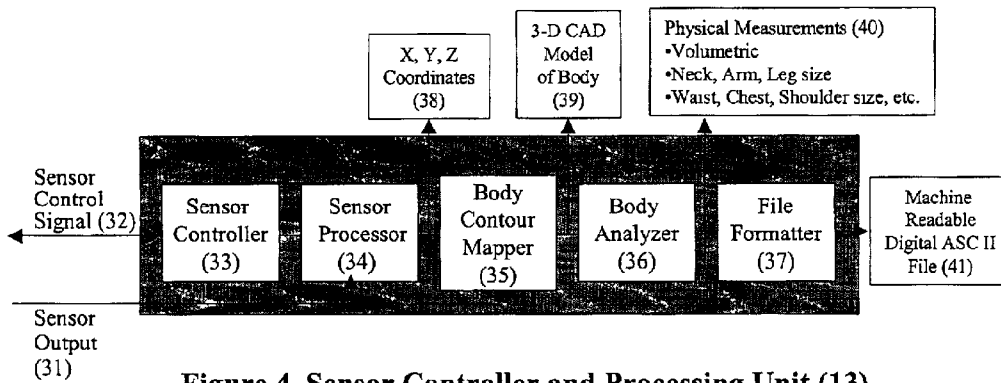 X, Y, Z
Coordinates
(38)
3-D CAD
Model
of Body
(39)
Physical Measurements (40)
•Volumetric
•Neck, Arm, Leg size
•Waist, Chest, Shoulder size, etc.
Sensor
Control
Signal (32)
Sensor
Controller
(33)
Sensor
Processor
(34)
Body
Contour
Mapper
(35)
Body
Analyzer
(36)
File
Formatter
(37)
Machine
Readable
Digital ASC II
File (41)
Sensor
Output
(31)
Figure 4 Sensor Controller and Processing Unit (13)